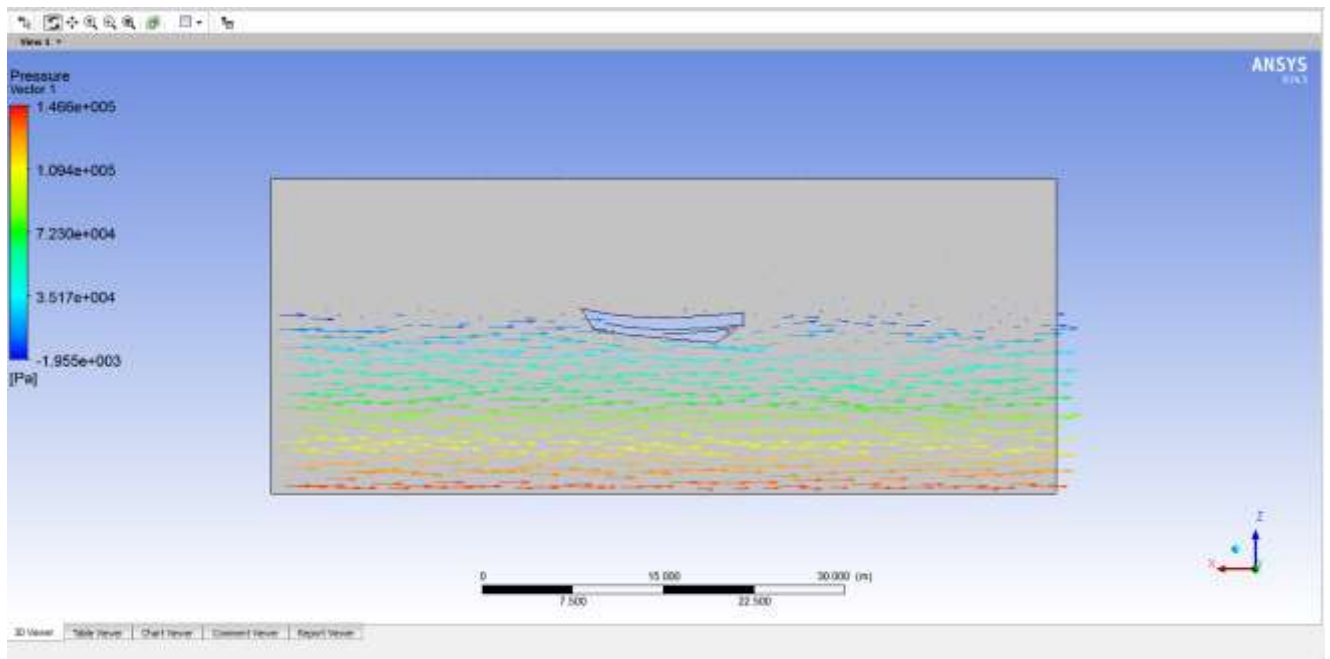 View 1
ANSYS
Pressure
Vector 1
1.466e+005
1.094e+005
7.230e+004
3.517e+004
-1.955e+003
[Pa]
Z
X
0 15.000 30.000 (m)
7.500 22.500
3D Viewer Table Viewer Chart Viewer Comment Viewer Report Viewer